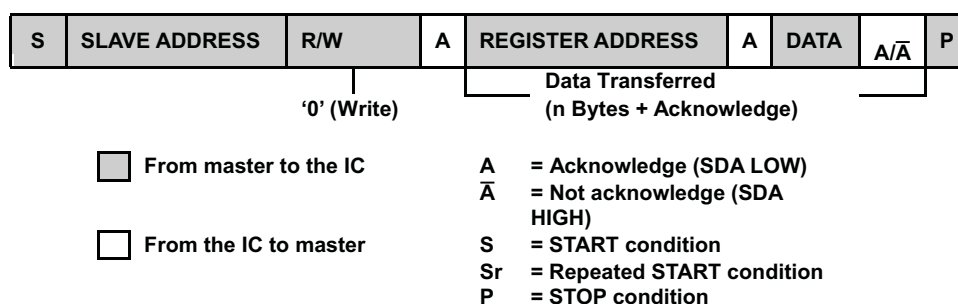 S SLAVE ADDRESS R/W A REGISTER ADDRESS A DATA A/A̅ P
‘0’ (Write)
Data Transferred
(n Bytes + Acknowledge)
From master to the IC
From the IC to master
A = Acknowledge (SDA LOW)
A̅ = Not acknowledge (SDA
HIGH)
S = START condition
Sr = Repeated START condition
P = STOP condition